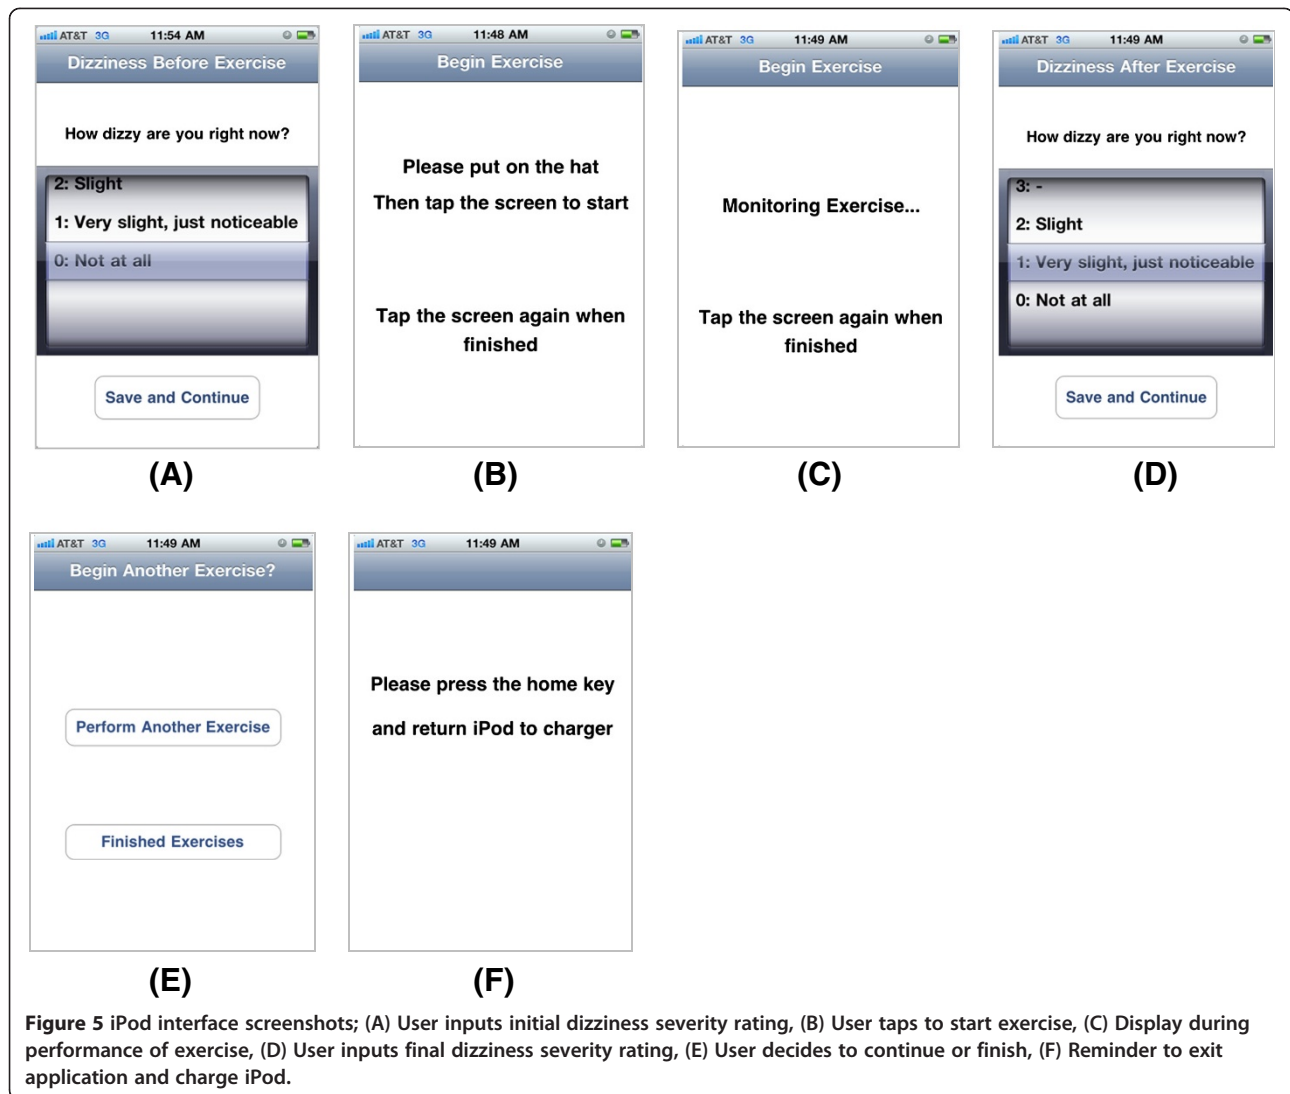 AT&T 3G 11:54 AM
Dizziness Before Exercise
How dizzy are you right now?
2: Slight
1: Very slight, just noticeable
0: Not at all
Save and Continue
(A)
AT&T 3G 11:48 AM
Begin Exercise
Please put on the hat
Then tap the screen to start
Tap the screen again when
finished
(B)
AT&T 3G 11:49 AM
Begin Exercise
Monitoring Exercise...
Tap the screen again when
finished
(C)
AT&T 3G 11:49 AM
Dizziness After Exercise
How dizzy are you right now?
3: -
2: Slight
1: Very slight, just noticeable
0: Not at all
Save and Continue
(D)
AT&T 3G 11:49 AM
Begin Another Exercise?
Perform Another Exercise
Finished Exercises
(E)
AT&T 3G 11:49 AM
Please press the home key
and return iPod to charger
(F)
Figure 5 iPod interface screenshots; (A) User inputs initial dizziness severity rating, (B) User taps to start exercise, (C) Display during
performance of exercise, (D) User inputs final dizziness severity rating, (E) User decides to continue or finish, (F) Reminder to exit
application and charge iPod.